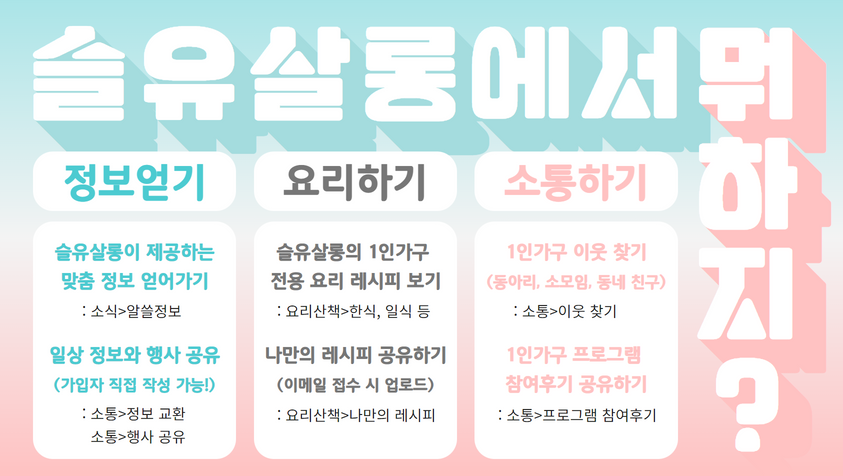 슬유살롱에서 뭐하지?
정보얻기
슬유살롱이 제공하는
맞춤 정보 얻어가기
: 소식>알쓸정보
일상 정보와 행사 공유
(가입자 직접 작성 가능!)
: 소통>정보 교환
소통>행사 공유
요리하기
슬유살롱의 1인가구
전용 요리 레시피 보기
: 요리산책>한식, 일식 등
나만의 레시피 공유하기
(이메일 접수 시 업로드)
: 요리산책>나만의 레시피
소통하기
1인가구 이웃 찾기
(동아리, 소모임, 동네 친구)
: 소통>이웃 찾기
1인가구 프로그램
참여후기 공유하기
: 소통>프로그램 참여후기